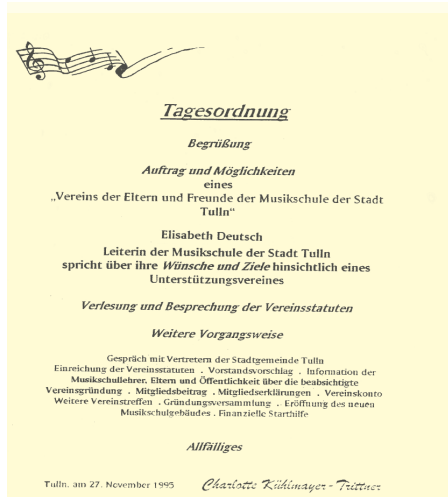 Tagesordnung
Begrüßung
Auftrag und Möglichkeiten
eines
„Vereins der Eltern und Freunde der Musikschule der Stadt
Tulln“
Elisabeth Deutsch
Leiterin der Musikschule der Stadt Tulln
spricht über ihre Wünsche und Ziele hinsichtlich eines
Unterstützungsvereines
Verlesung und Besprechung der Vereinsstatuten
Weitere Vorgangsweise
Gespräch mit Vertretern der Stadtgemeinde Tulln
Einreichung der Vereinsstatuten . Vorstandsvorschlag . Information der
Musikschullehrer, Eltern und Öffentlichkeit über die beabsichtigte
Vereinsgründung . Mitgliedsbeitrag . Mitgliedserklärungen . Vereinskonto
Weitere Vereinstreffen . Gründungsversammlung . Eröffnung des neuen
Musikschulgebäudes . Finanzielle Starthilfe
Allfälliges
Tulln, am 27. November 1995 Charlotte Kühlmayer - Trittner